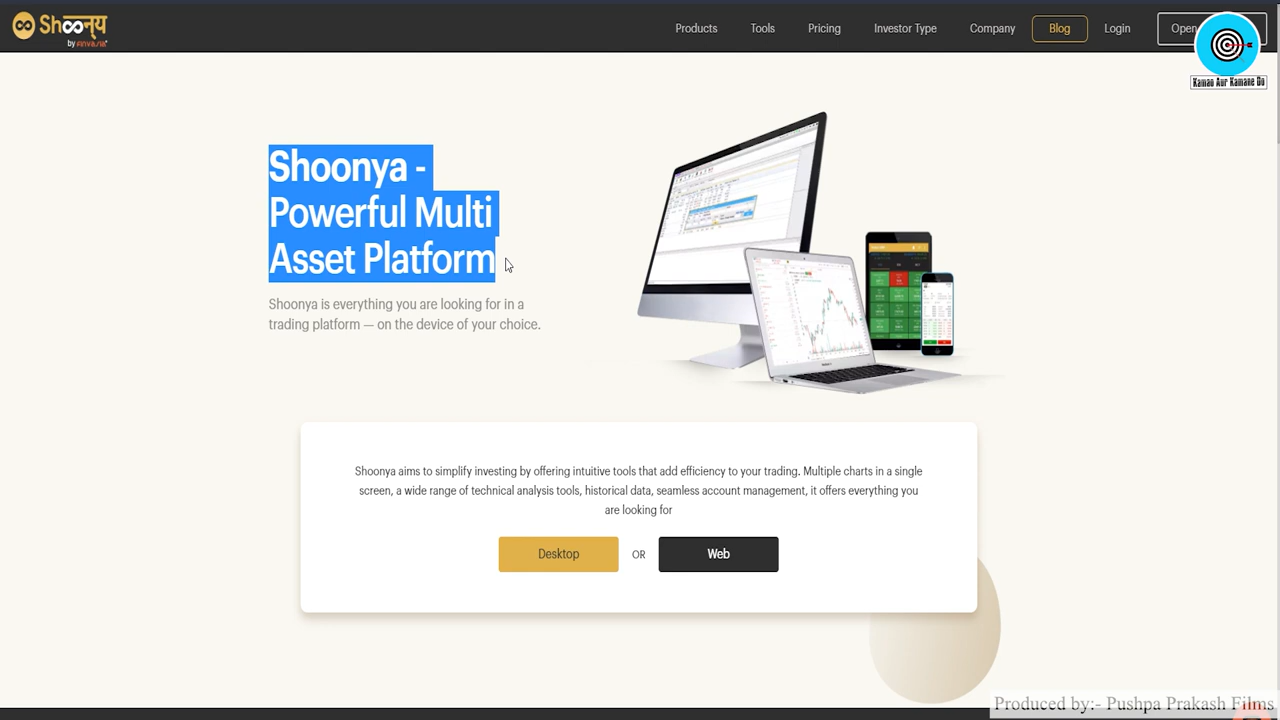 Shoonya
by FINVASIA
Products
Tools
Pricing
Investor Type
Company
Blog
Login
Open
Kamao Aur Kamane Do
Shoonya -
Powerful Multi
Asset Platform
Shoonya is everything you are looking for in a
trading platform — on the device of your choice.
Shoonya aims to simplify investing by offering intuitive tools that add efficiency to your trading. Multiple charts in a single
screen, a wide range of technical analysis tools, historical data, seamless account management, it offers everything you
are looking for
Desktop
OR
Web
Produced by:- Pushpa Prakash Films